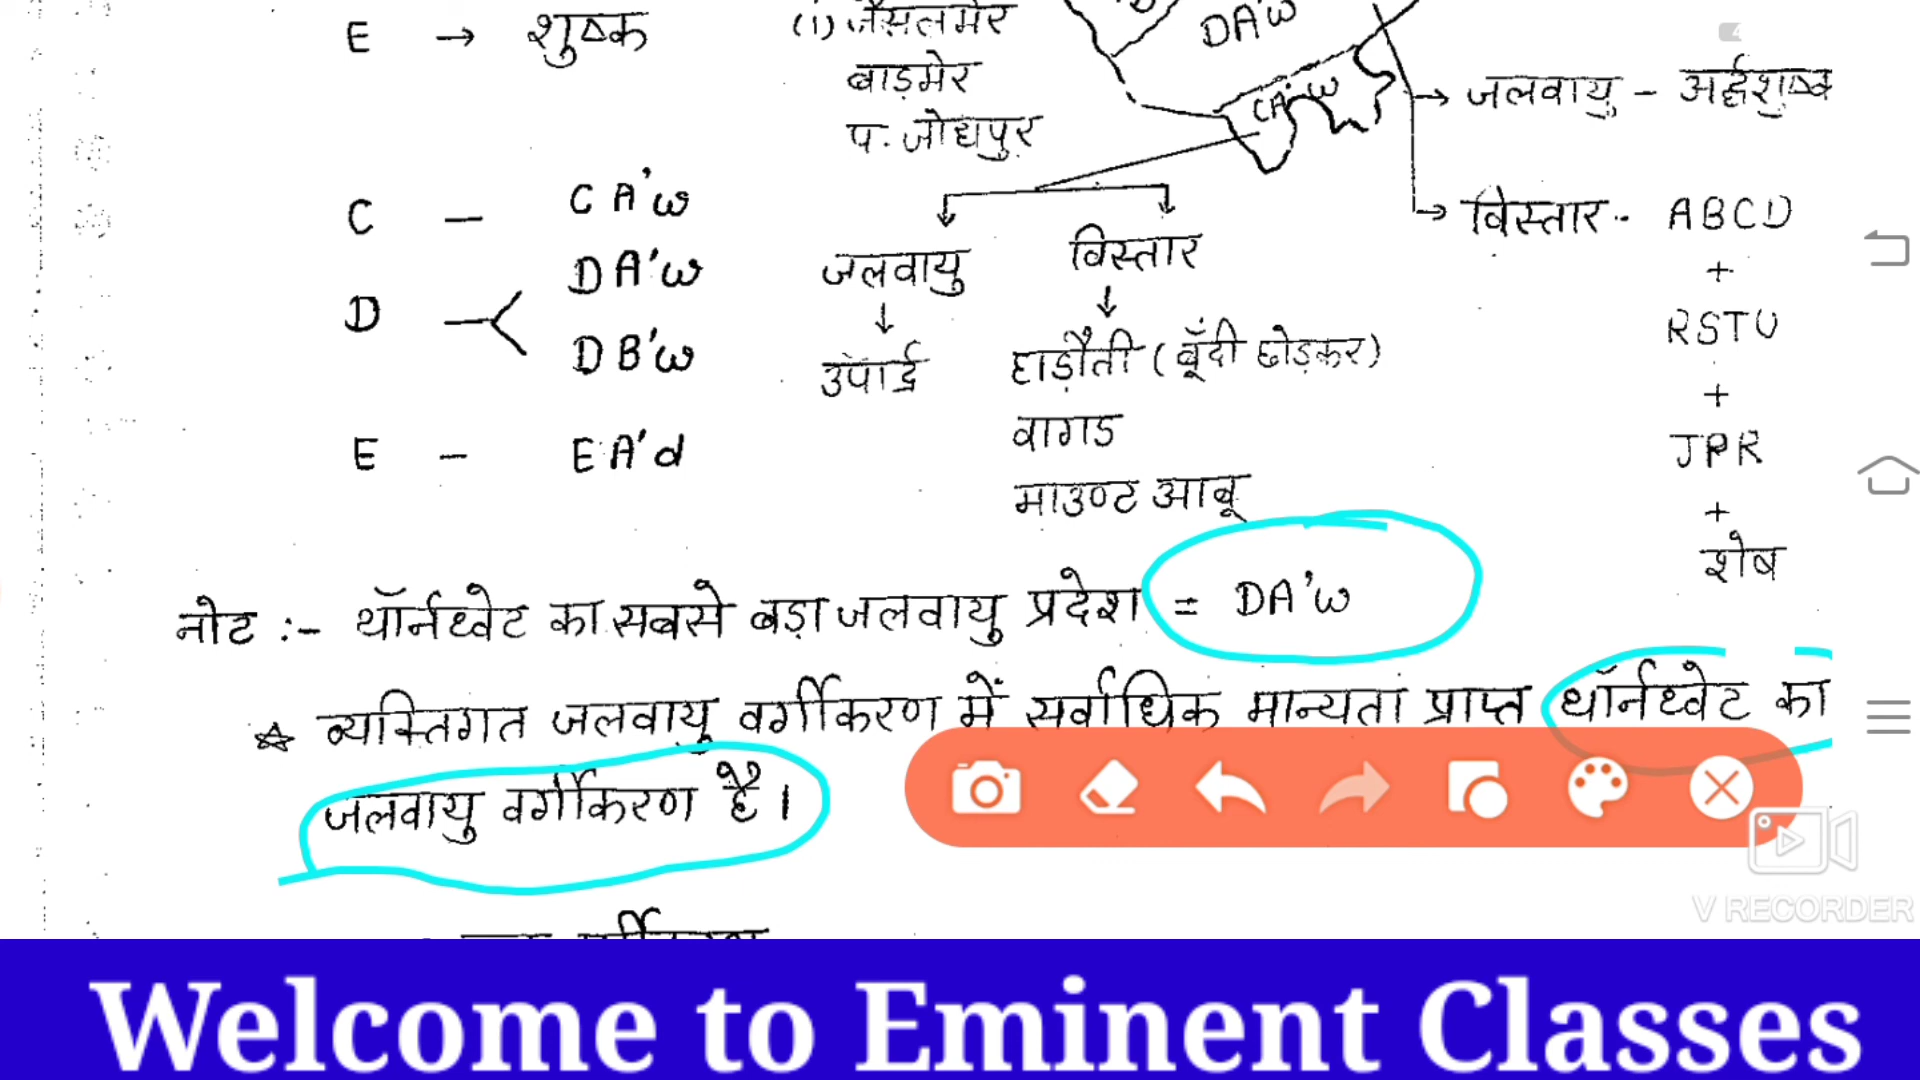 E → शुष्क
(i) जैसलमेर
बाड़मेर
प. जोधपुर
DA'w
CA'w
→ जलवायु - अर्द्धशुष्क
→ विस्तार - ABCD
+
RSTU
+
JPR
+
शेष
C - CA'w
D < DA'w
DB'w
E - EA'd
जलवायु
↓
उपार्द्र
विस्तार
↓
हाड़ौती (बूँदी छोड़कर)
वागड
माउण्ट आबू
नोट :- थॉर्नथ्वेट का सबसे बड़ा जलवायु प्रदेश = DA'w
☆ व्यक्तिगत जलवायु वर्गीकरण में सर्वाधिक मान्यता प्राप्त थॉर्नथ्वेट का
जलवायु वर्गीकरण है।
V RECORDER
Welcome to Eminent Classes